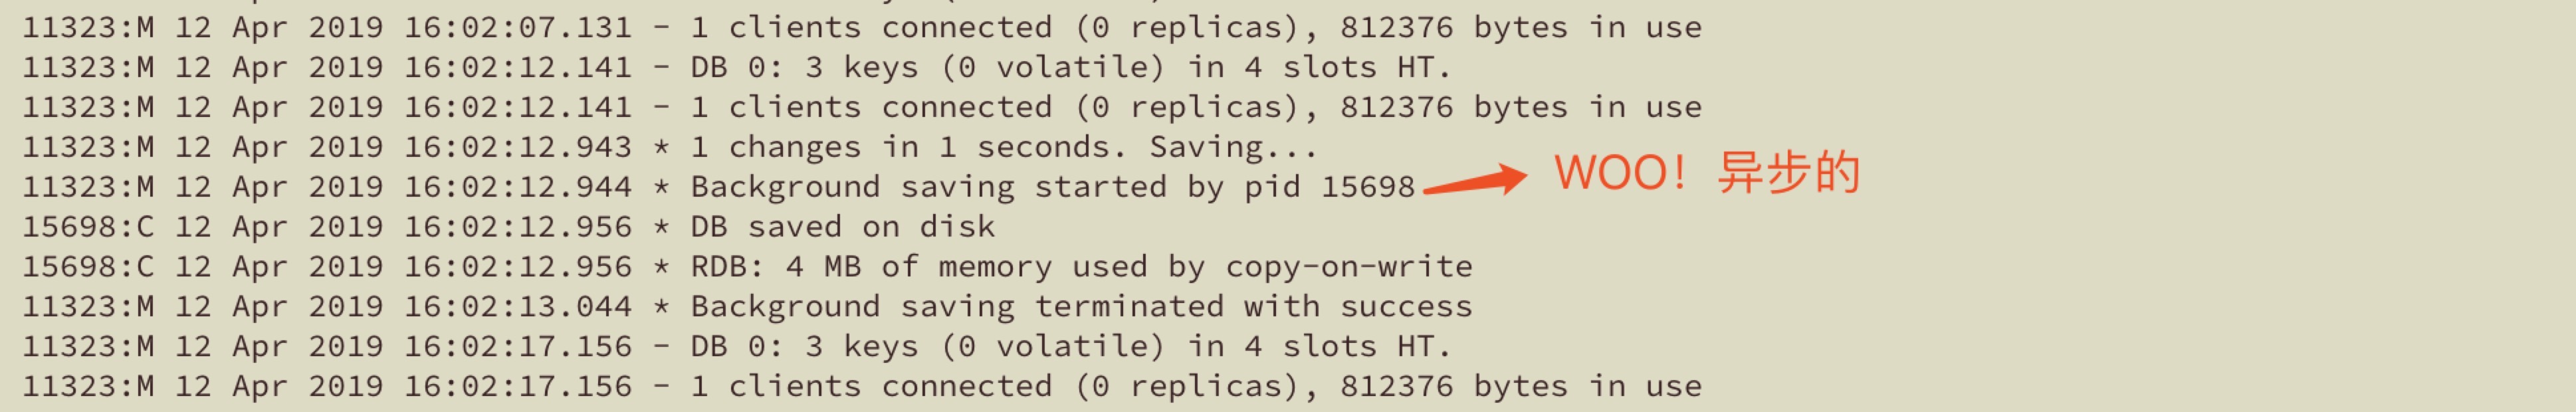 11323:M 12 Apr 2019 16:02:07.131 - 1 clients connected (0 replicas), 812376 bytes in use
11323:M 12 Apr 2019 16:02:12.141 - DB 0: 3 keys (0 volatile) in 4 slots HT.
11323:M 12 Apr 2019 16:02:12.141 - 1 clients connected (0 replicas), 812376 bytes in use
11323:M 12 Apr 2019 16:02:12.943 * 1 changes in 1 seconds. Saving...
11323:M 12 Apr 2019 16:02:12.944 * Background saving started by pid 15698
WOO! 异步的
15698:C 12 Apr 2019 16:02:12.956 * DB saved on disk
15698:C 12 Apr 2019 16:02:12.956 * RDB: 4 MB of memory used by copy-on-write
11323:M 12 Apr 2019 16:02:13.044 * Background saving terminated with success
11323:M 12 Apr 2019 16:02:17.156 - DB 0: 3 keys (0 volatile) in 4 slots HT.
11323:M 12 Apr 2019 16:02:17.156 - 1 clients connected (0 replicas), 812376 bytes in use